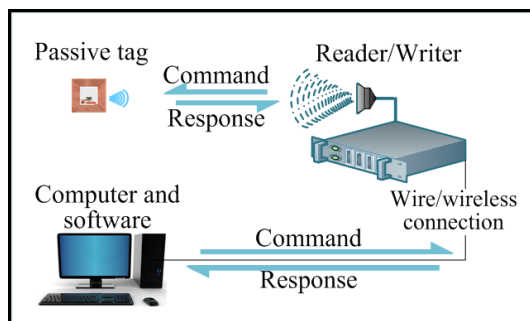 Passive tag
Reader/Writer
Command
Response
Computer and
software
Wire/wireless
connection
Command
Response